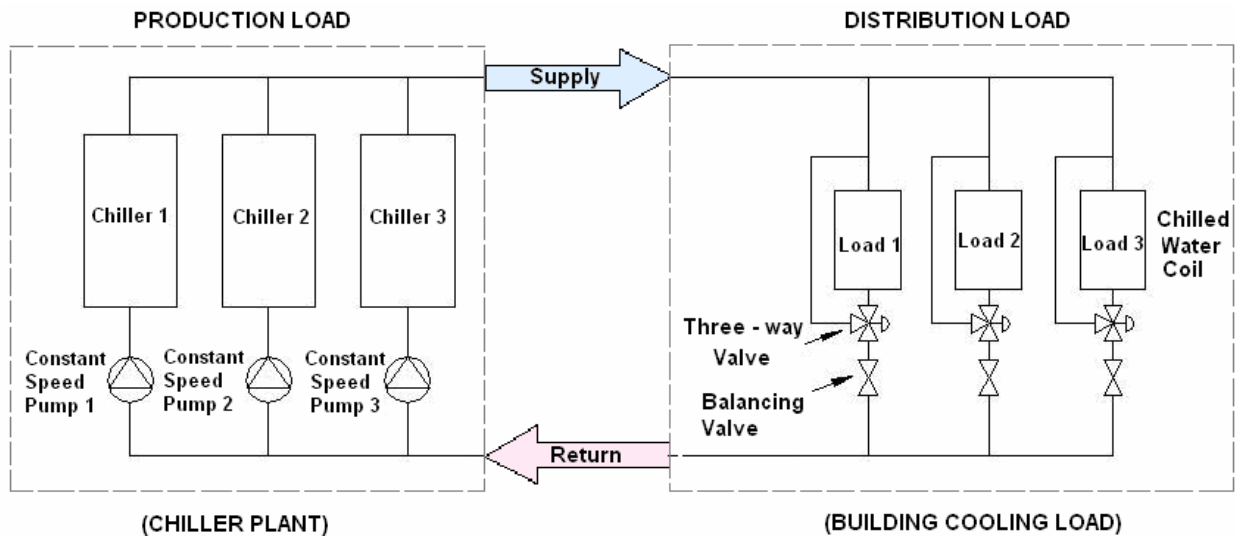 PRODUCTION LOAD
DISTRIBUTION LOAD
Supply
Chiller 1
Chiller 2
Chiller 3
Load 1
Load 2
Load 3
Chilled
Water
Coil
Three - way
Valve
Constant
Speed
Pump 1
Constant
Speed
Pump 2
Constant
Speed
Pump 3
Balancing
Valve
Return
(CHILLER PLANT)
(BUILDING COOLING LOAD)